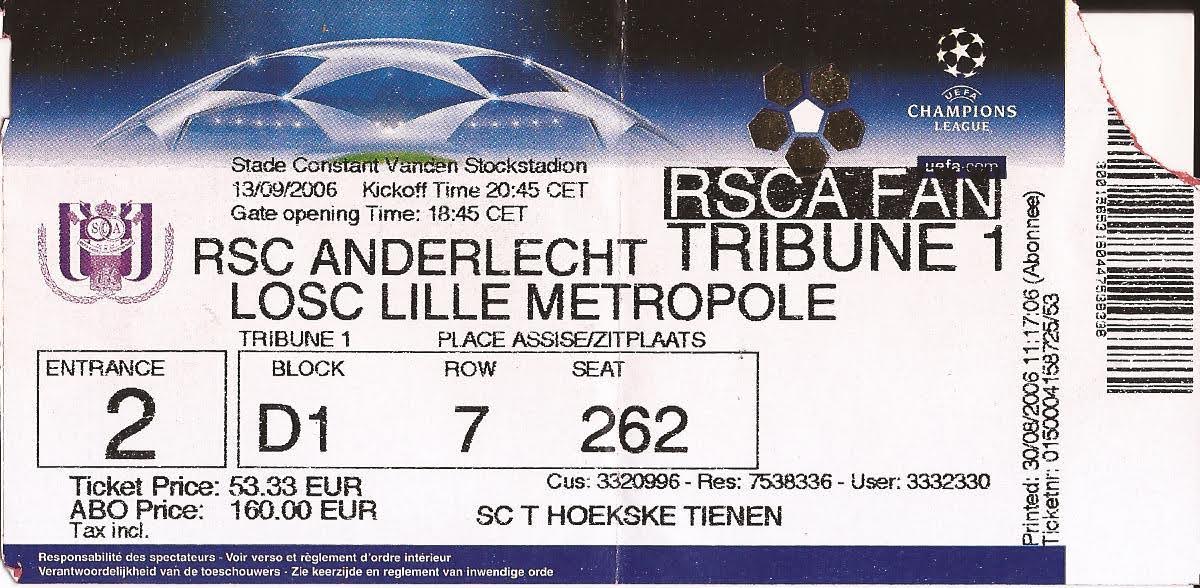 UEFA
CHAMPIONS
LEAGUE
uefa.com
Stade Constant Vanden Stockstadion
13/09/2006 Kickoff Time 20:45 CET
Gate opening Time: 18:45 CET
RSCA FAN
TRIBUNE 1
RSC ANDERLECHT
LOSC LILLE METROPOLE
TRIBUNE 1 PLACE ASSISE/ZITPLAATS
ENTRANCE BLOCK ROW SEAT
2 D1 7 262
Ticket Price: 53.33 EUR
ABO Price: 160.00 EUR
Tax incl.
Cus: 3320996 - Res: 7538336 - User: 3332330
SC T HOEKSKE TIENEN
Responsabilité des spectateurs - Voir verso et règlement d'ordre intérieur
Verantwoordelijkheid van de toeschouwers - Zie keerzijde en reglement van inwendige orde
Printed: 30/08/2006 11:17:06 (Abonnee)
Ticketnr: 01500041587​25/53